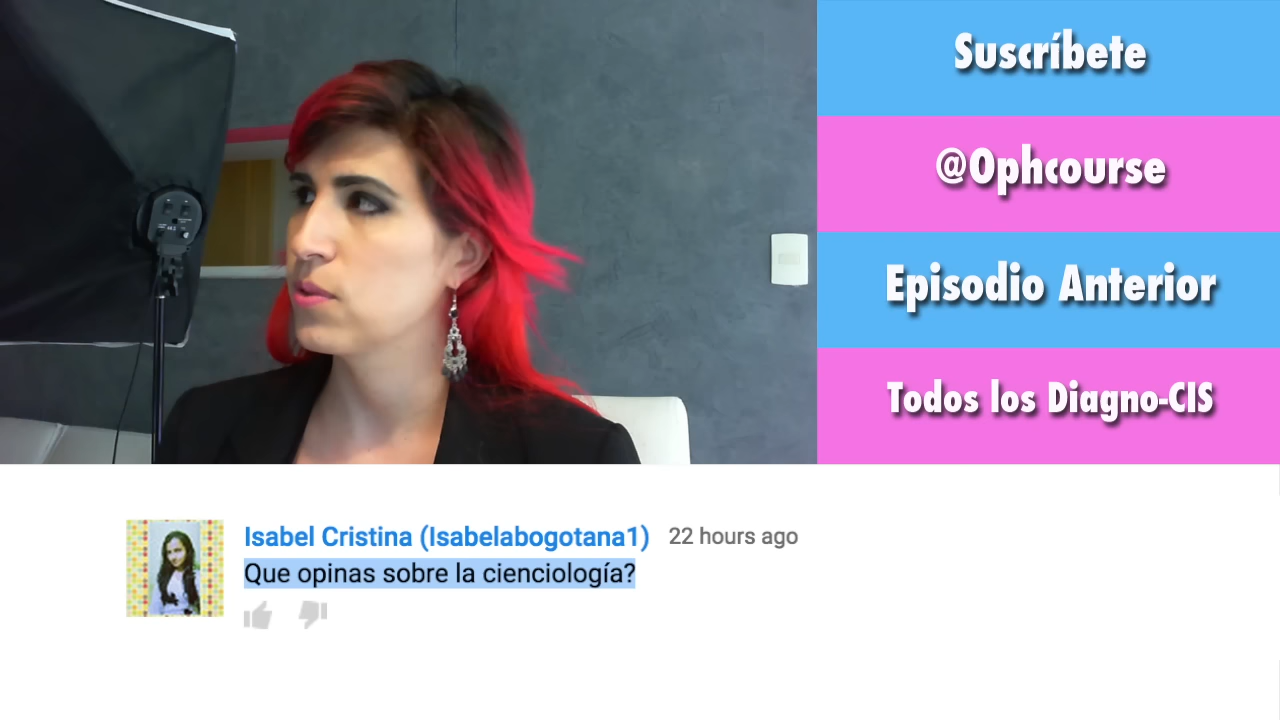 Suscríbete
@Ophcourse
Episodio Anterior
Todos los Diagno-CIS
Isabel Cristina (Isabelabogotana1) 22 hours ago
Que opinas sobre la cienciología?